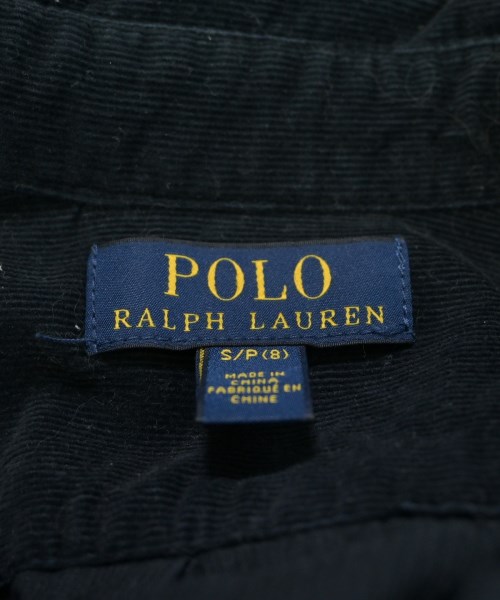 POLO
RALPH LAUREN
S/P(8)
MADE IN
CHINA
FABRIQUÉ EN
CHINE